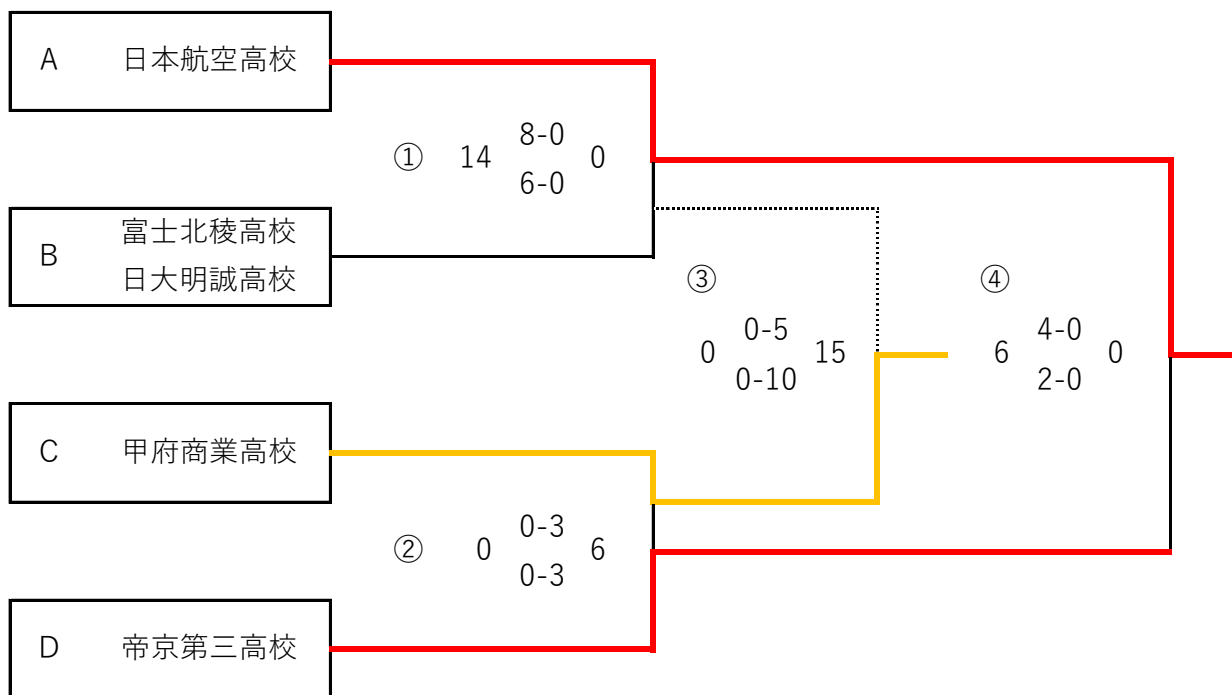 A 日本航空高校
① 14 8-0 0
6-0
B 富士北稜高校
日大明誠高校
③ 0 0-5 15
0-10
④ 6 4-0 0
2-0
C 甲府商業高校
② 0 0-3 6
0-3
D 帝京第三高校